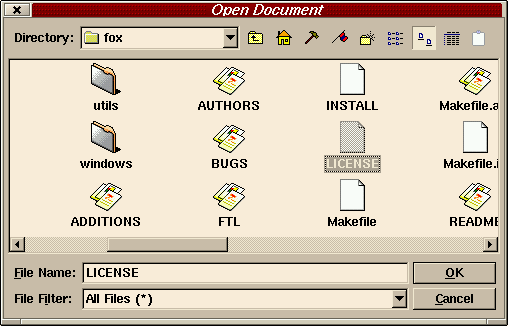 Open Document
Directory: fox
utils AUTHORS INSTALL Makefile.a
windows BUGS LICENSE Makefile.i
ADDITIONS FTL Makefile README
File Name: LICENSE OK
File Filter: All Files (*) Cancel